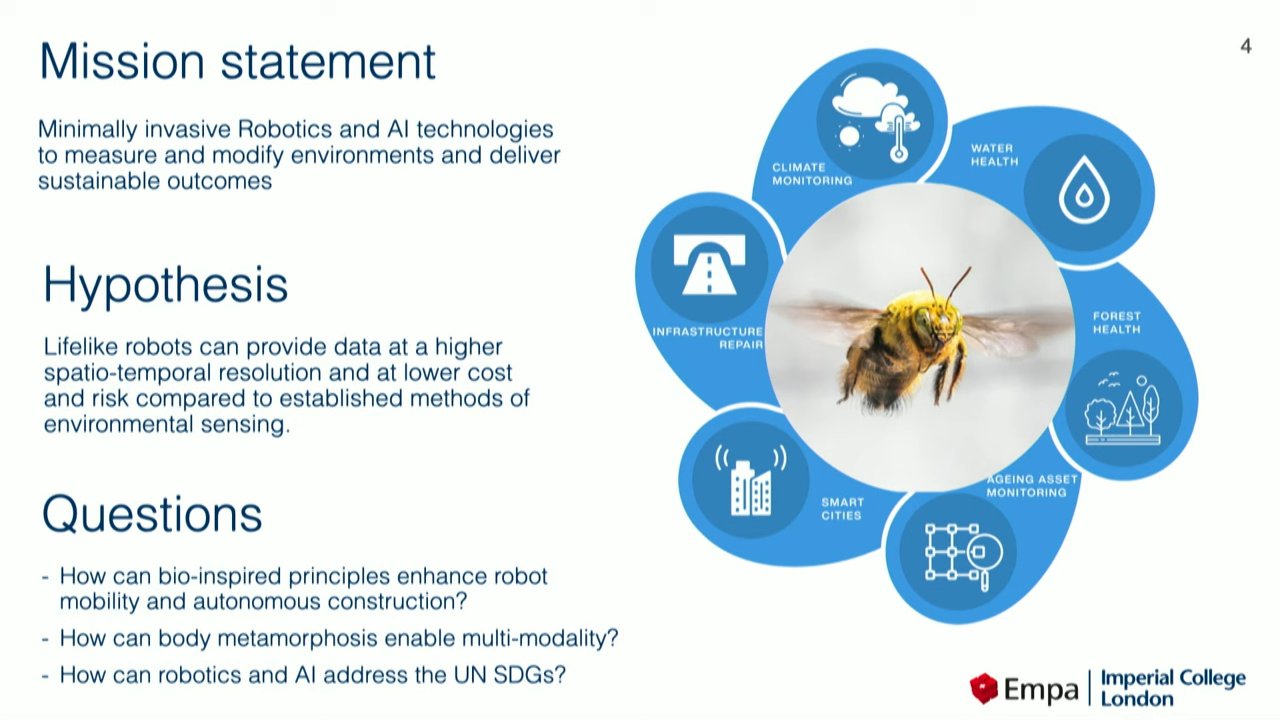 4
Mission statement
Minimally invasive Robotics and AI technologies
to measure and modify environments and deliver
sustainable outcomes
Hypothesis
Lifelike robots can provide data at a higher
spatio-temporal resolution and at lower cost
and risk compared to established methods of
environmental sensing.
Questions
- How can bio-inspired principles enhance robot
mobility and autonomous construction?
- How can body metamorphosis enable multi-modality?
- How can robotics and AI address the UN SDGs?
CLIMATE
MONITORING
WATER
HEALTH
FOREST
HEALTH
AGEING ASSET
MONITORING
SMART
CITIES
INFRASTRUCTURE
REPAIR
Empa
Imperial College
London